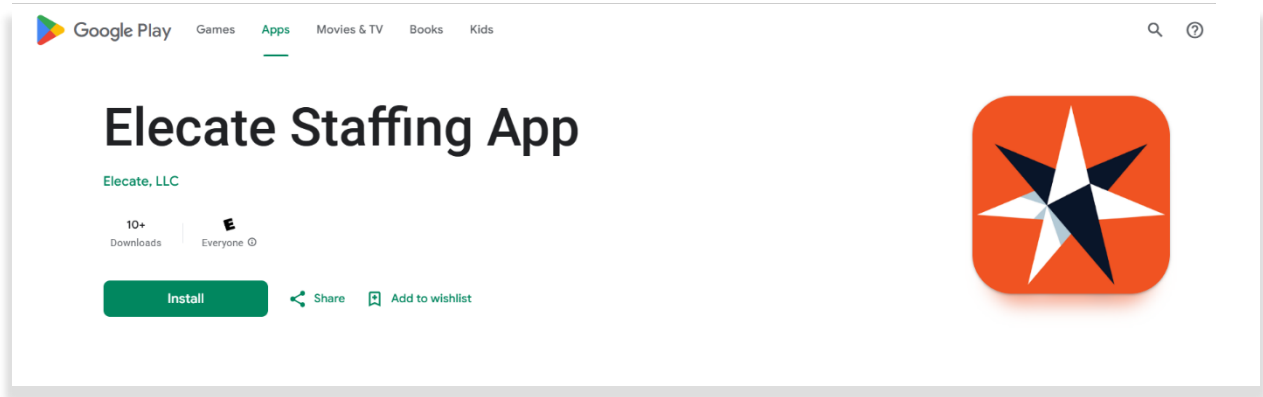 Google Play Games Apps Movies & TV Books Kids
Elecate Staffing App
Elecate, LLC
10+ E
Downloads Everyone
Install Share Add to wishlist